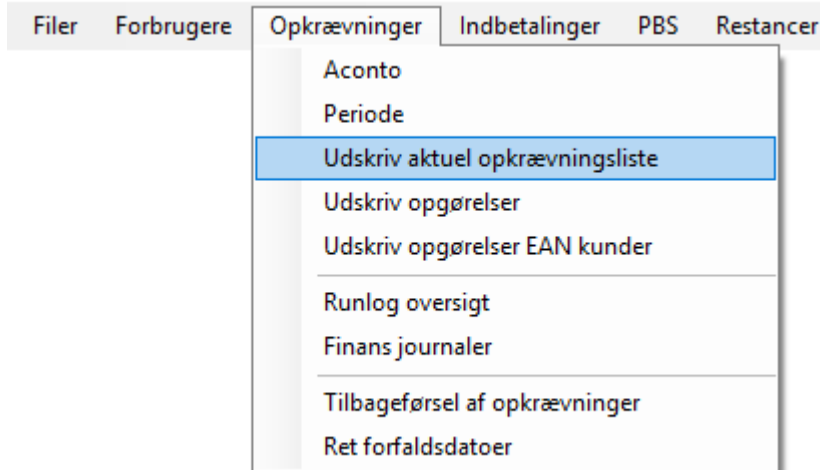 Filer Forbrugere Opkrævninger Indbetalinger PBS Restancer
Aconto
Periode
Udskriv aktuel opkrævningsliste
Udskriv opgørelser
Udskriv opgørelser EAN kunder
Runlog oversigt
Finans journaler
Tilbageførsel af opkrævninger
Ret forfaldsdatoer